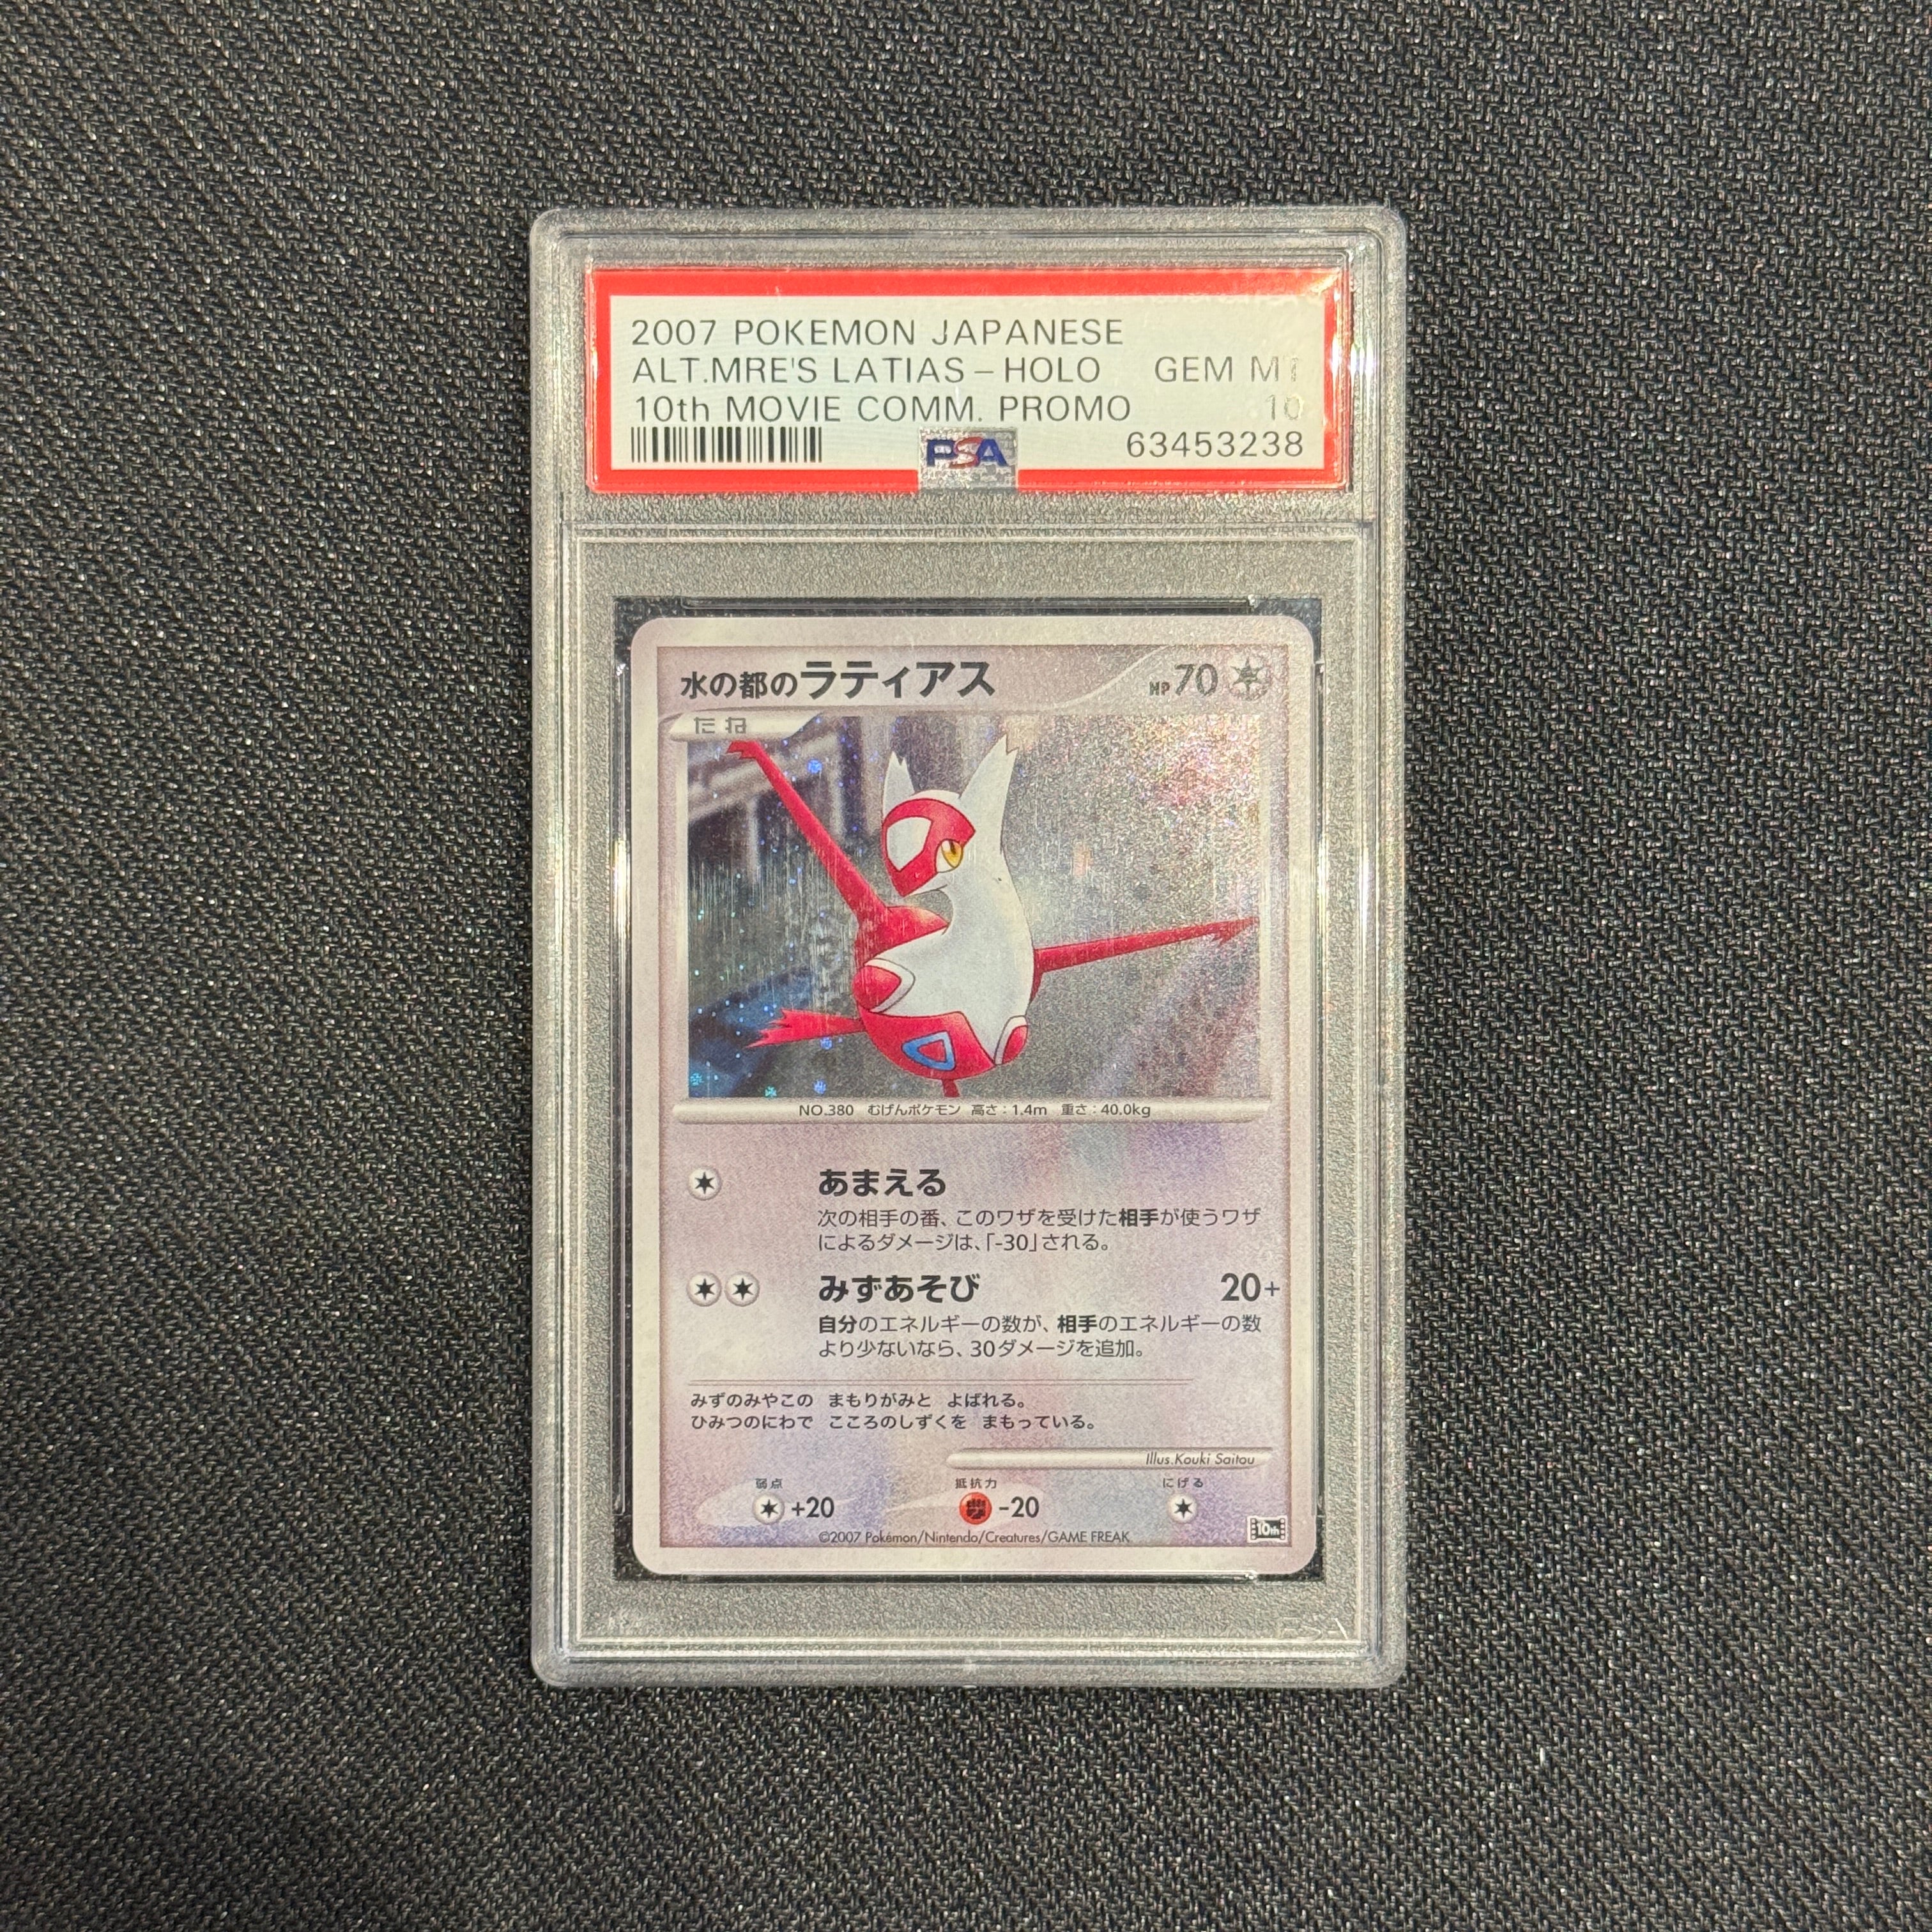 2007 POKEMON JAPANESE
ALT.MRE'S LATIAS-HOLO GEM MT
10th MOVIE COMM. PROMO 10
PSA 63453238
水の都のラティアス HP70
たね
NO.380 むげんポケモン 高さ:1.4m 重さ:40.0kg
あまえる
次の相手の番、このワザを受けた相手が使うワザ
によるダメージは、「-30」される。
みずあそび 20+
自分のエネルギーの数が、相手のエネルギーの数
より少ないなら、30ダメージを追加。
みずのみやこの まもりがみと よばれる。
ひみつのにわで こころのしずくを まもっている。
Illus.Kouki Saitou
弱点 抵抗力 にげる
+20 -20
©2007 Pokémon/Nintendo/Creatures/GAME FREAK
10th
PSA